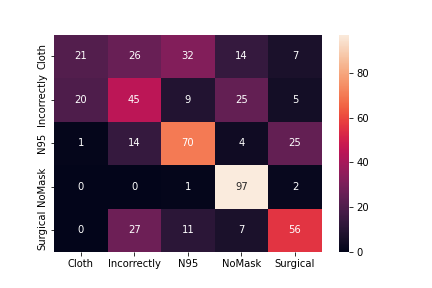 Cloth 21 26 32 14 7
Incorrectly 20 45 9 25 5
N95 1 14 70 4 25
NoMask 0 0 1 97 2
Surgical 0 27 11 7 56
Cloth Incorrectly N95 NoMask Surgical
80
60
40
20
0